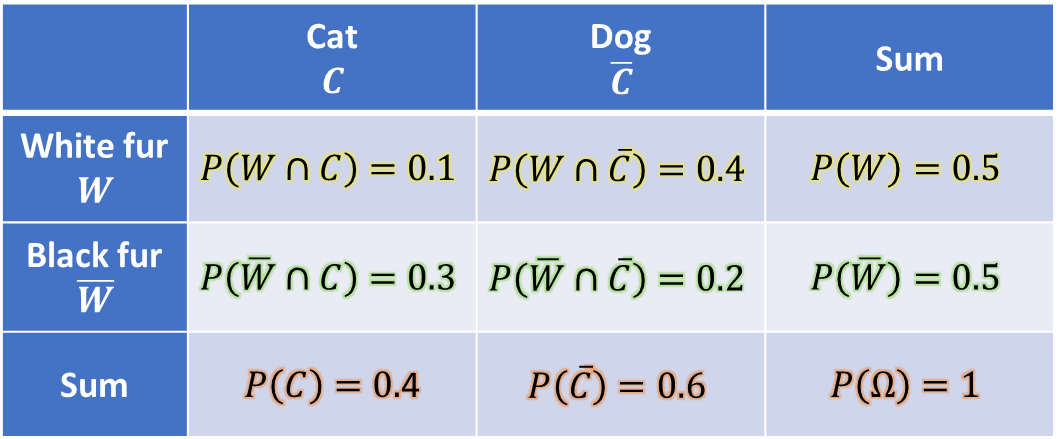 Cat Dog Sum
C C̅
White fur P(W ∩ C) = 0.1 P(W ∩ C̅) = 0.4 P(W) = 0.5
W
Black fur P(W̅ ∩ C) = 0.3 P(W̅ ∩ C̅) = 0.2 P(W̅) = 0.5
W̅
Sum P(C) = 0.4 P(C̅) = 0.6 P(Ω) = 1